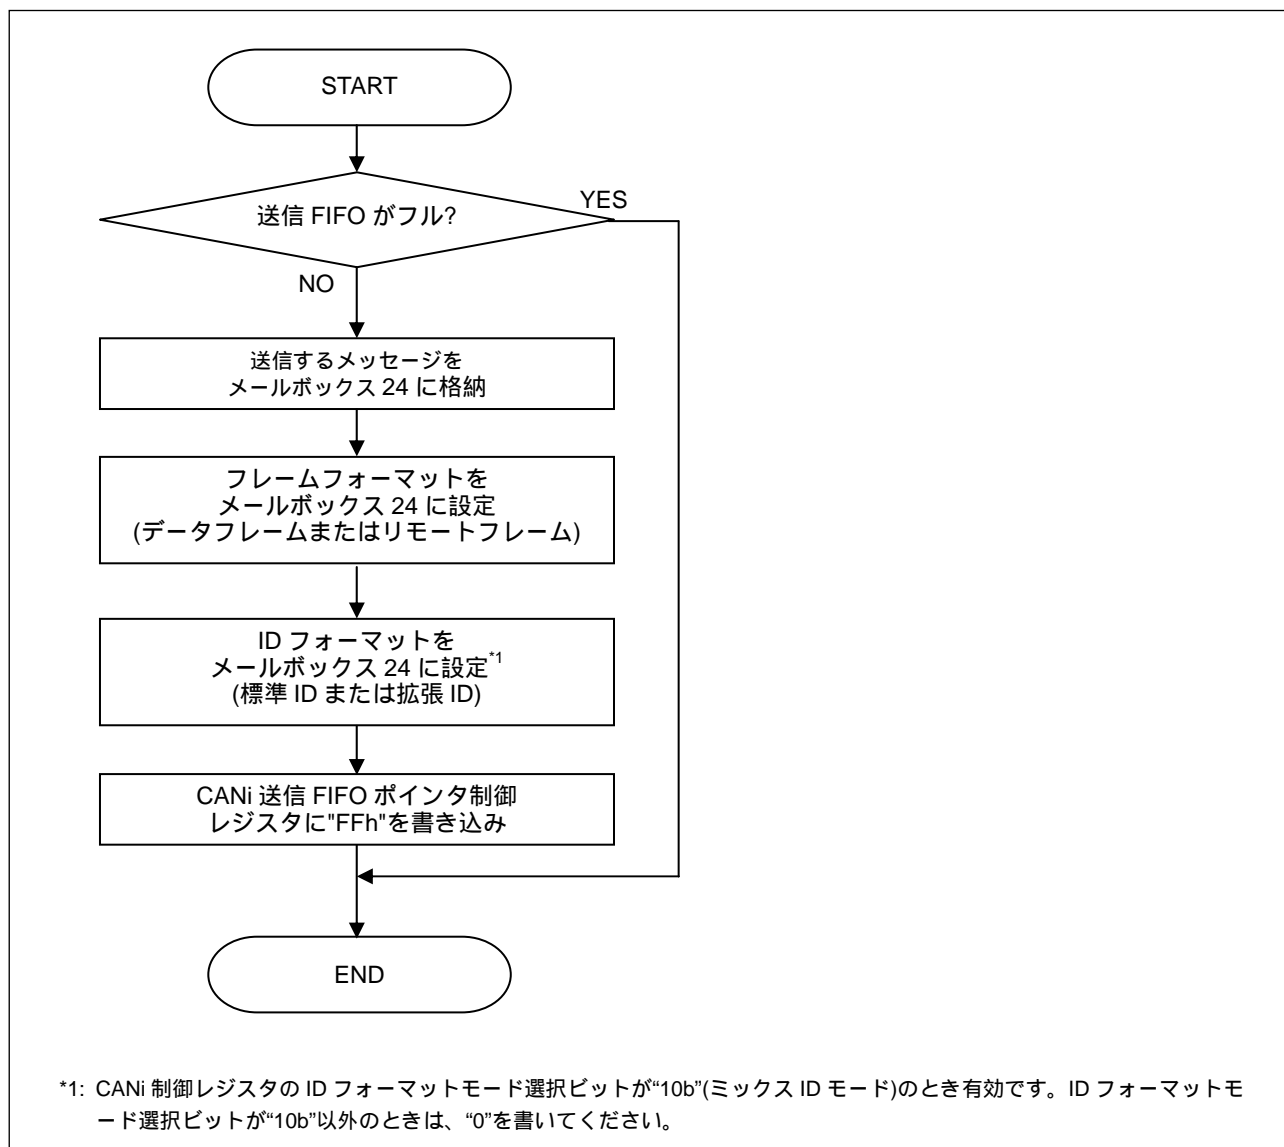 START
送信 FIFO がフル?
YES
NO
送信するメッセージを
メールボックス 24 に格納
フレームフォーマットを
メールボックス 24 に設定
(データフレームまたはリモートフレーム)
ID フォーマットを
メールボックス 24 に設定*1
(標準 ID または拡張 ID)
CANi 送信 FIFO ポインタ制御
レジスタに"FFh"を書き込み
END
*1: CANi 制御レジスタの ID フォーマットモード選択ビットが“10b”(ミックス ID モード)のとき有効です。ID フォーマットモ
ード選択ビットが“10b”以外のときは、“0”を書いてください。